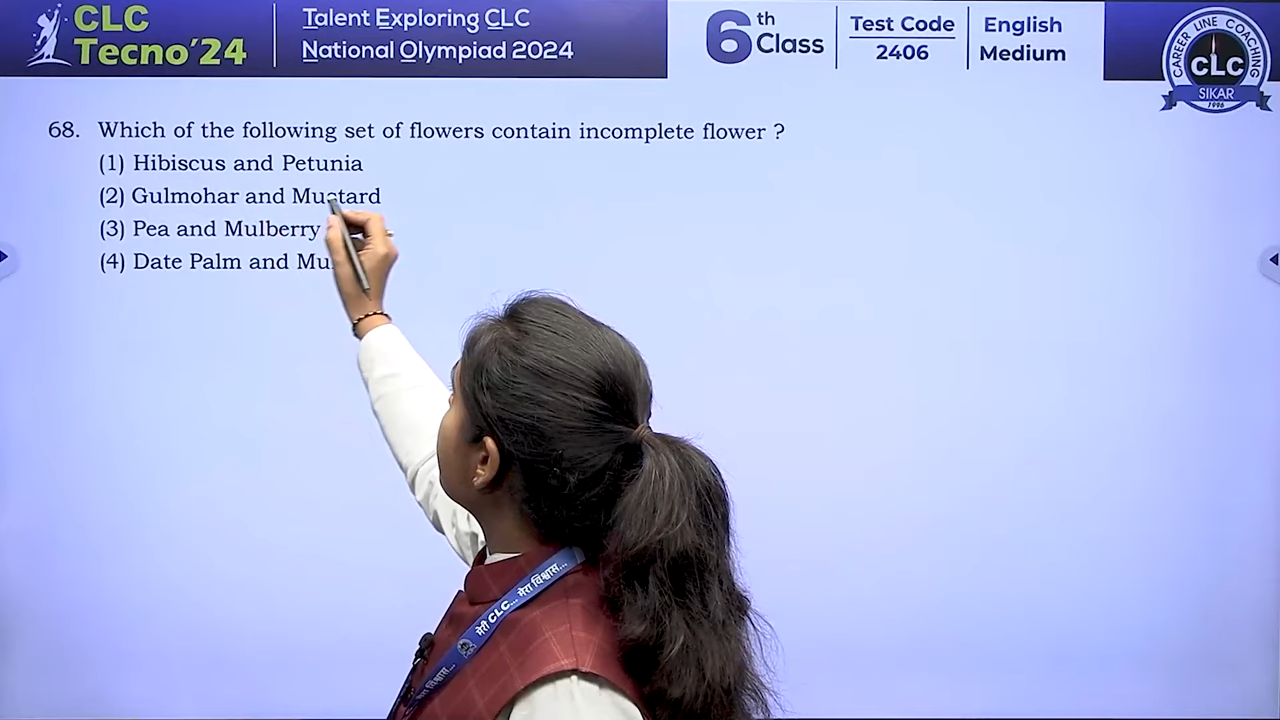 CLC
Tecno'24
Talent Exploring CLC
National Olympiad 2024
6th Class
Test Code
2406
English
Medium
CAREER LINE COACHING
CLC
SIKAR
1996
68. Which of the following set of flowers contain incomplete flower ?
(1) Hibiscus and Petunia
(2) Gulmohar and Mustard
(3) Pea and Mulberry
(4) Date Palm and
मेरी CLC... मेरा विश्वास...
मेरा विश्वास...